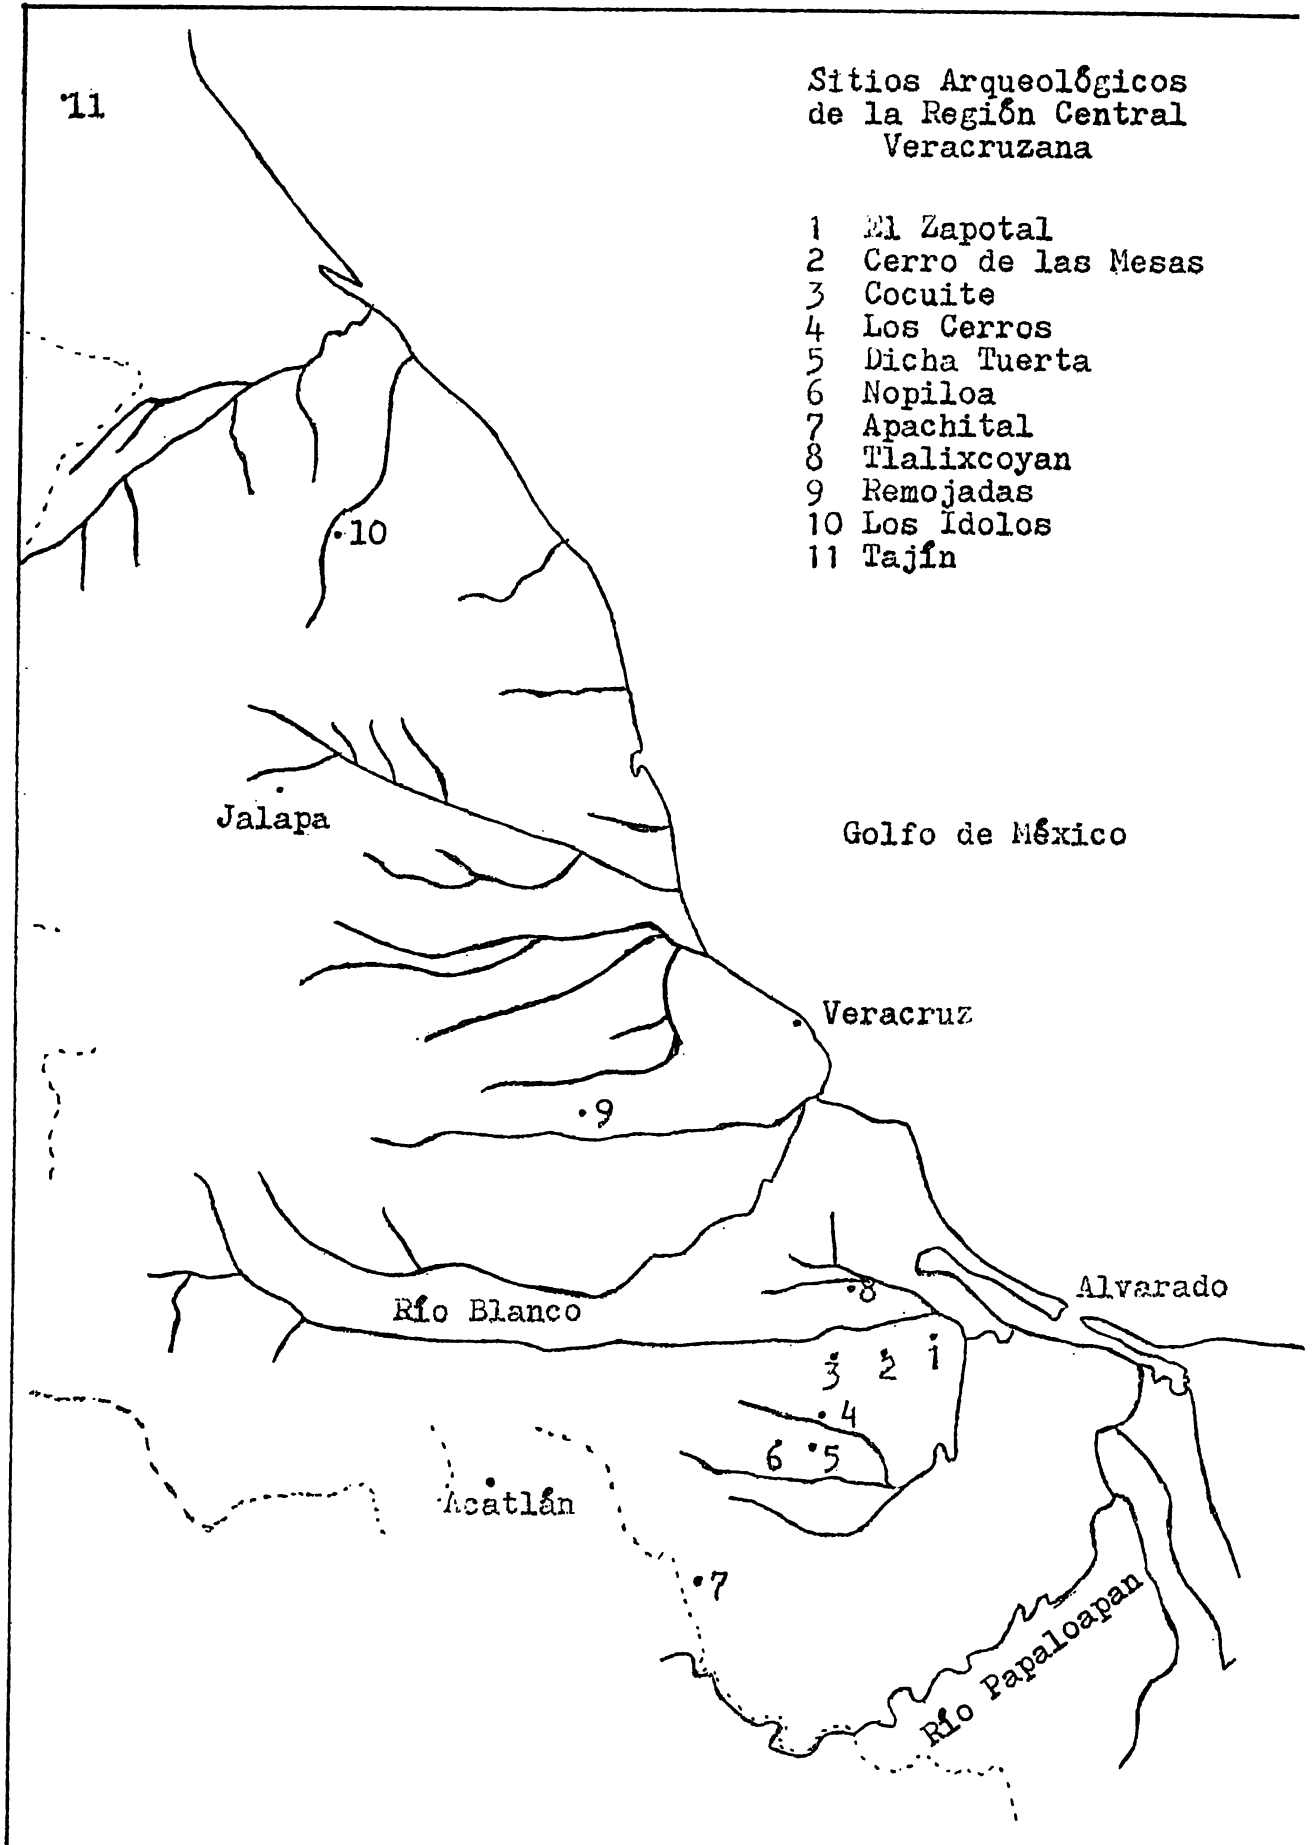 Sitios Arqueológicos
de la Región Central
Veracruzana
1 El Zapotal
2 Cerro de las Mesas
3 Cocuite
4 Los Cerros
5 Dicha Tuerta
6 Nopiloa
7 Apachital
8 Tlalixcoyan
9 Remojadas
10 Los Ídolos
11 Tajín
11
10
Jalapa
Golfo de México
Veracruz
9
Alvarado
8
Río Blanco
3 2 1
4
6 5
Acatlán
7
Río Papaloapan